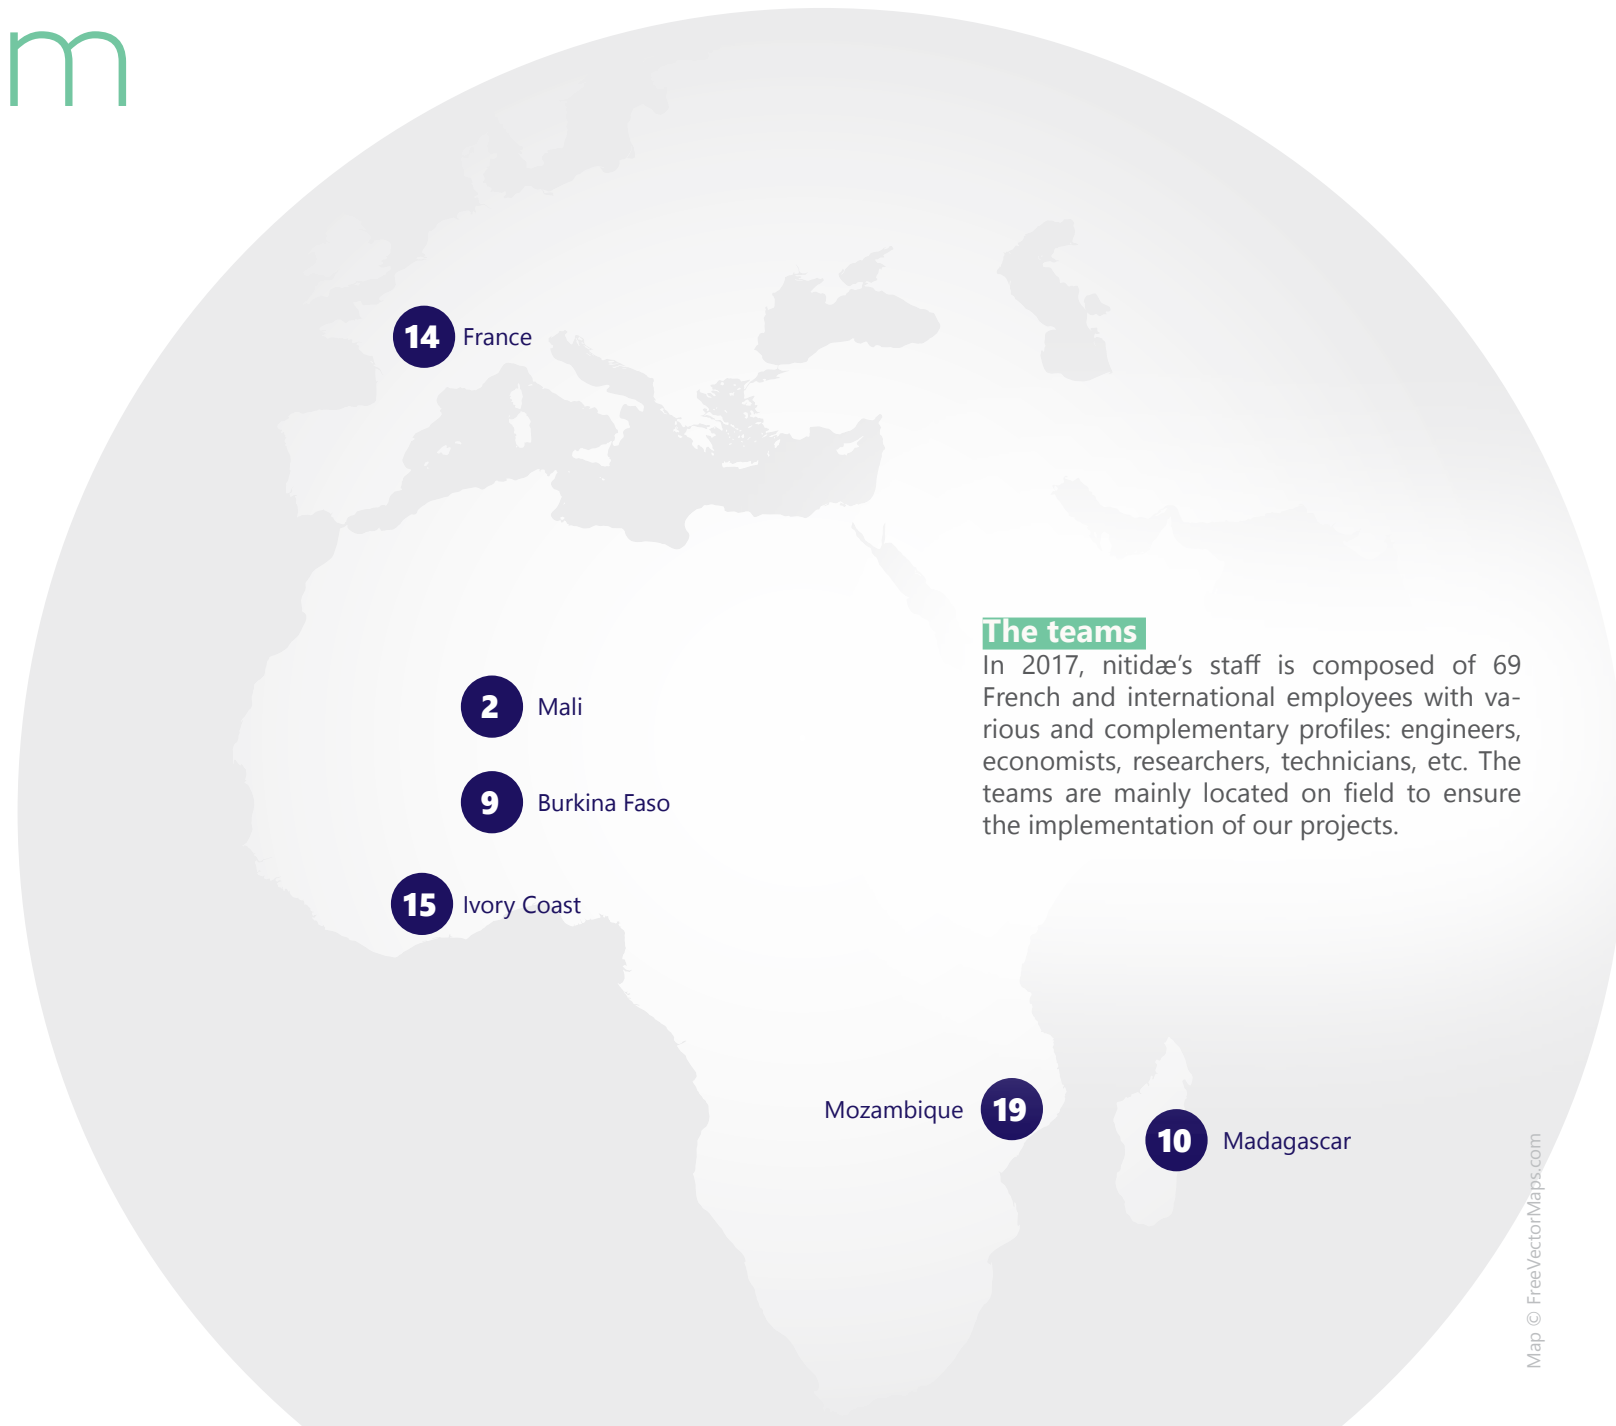 m
14 France
2 Mali
9 Burkina Faso
15 Ivory Coast
The teams
In 2017, nitidæ's staff is composed of 69
French and international employees with va-
rious and complementary profiles: engineers,
economists, researchers, technicians, etc. The
teams are mainly located on field to ensure
the implementation of our projects.
Mozambique 19
10 Madagascar
Map © FreeVectorMaps.com